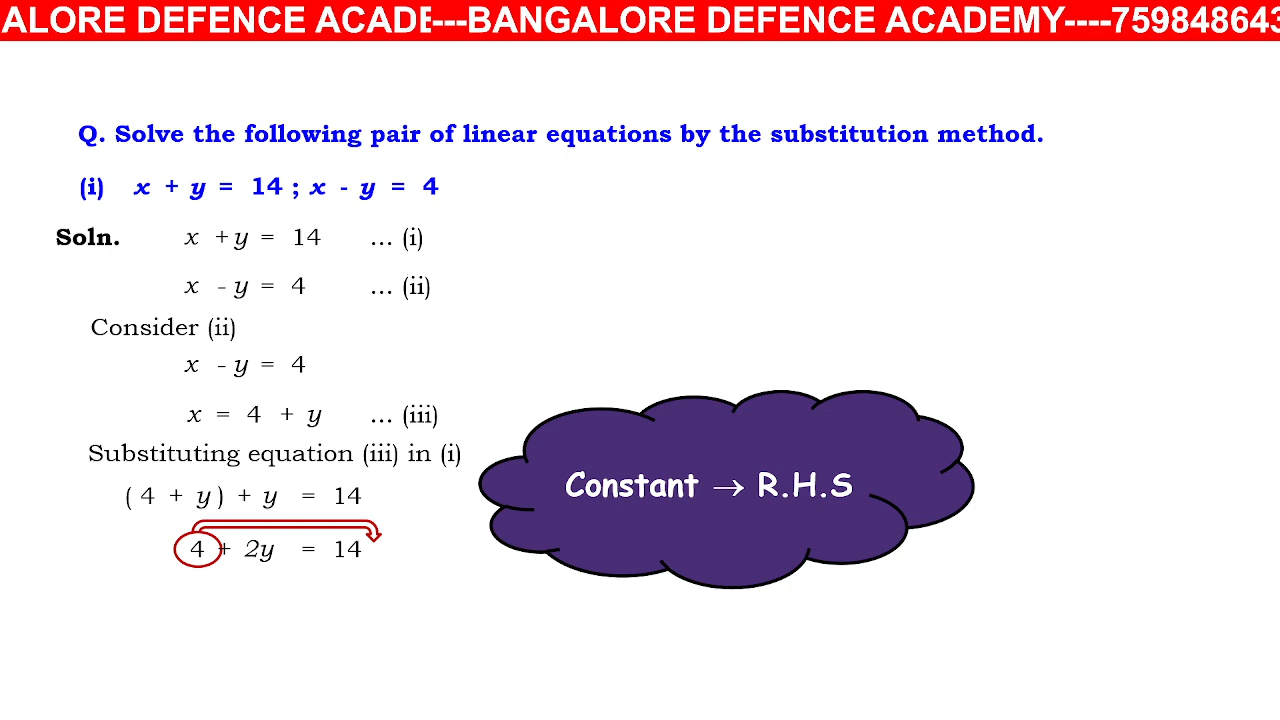 ALORE DEFENCE ACADE---BANGALORE DEFENCE ACADEMY----759848643
Q. Solve the following pair of linear equations by the substitution method.
(i) x + y = 14 ; x - y = 4
Soln. x + y = 14 ... (i)
x - y = 4 ... (ii)
Consider (ii)
x - y = 4
x = 4 + y ... (iii)
Substituting equation (iii) in (i)
( 4 + y ) + y = 14
4 + 2y = 14
Constant → R.H.S